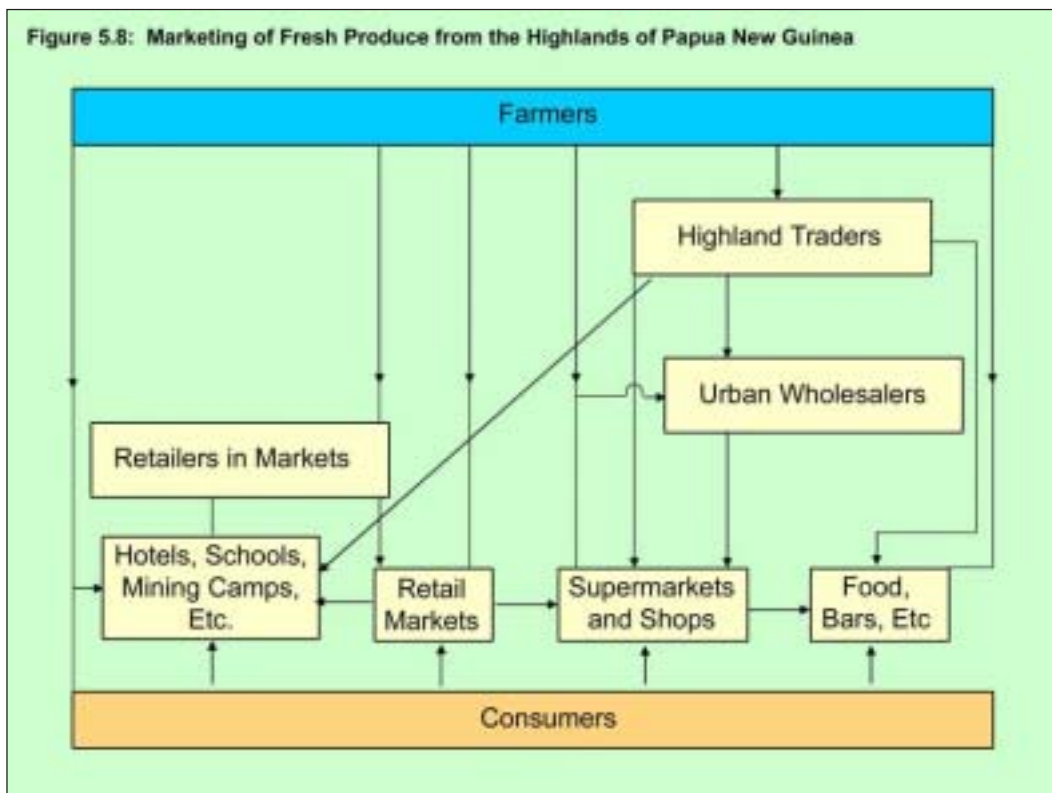 Figure 5.8: Marketing of Fresh Produce from the Highlands of Papua New Guinea
Farmers
Highland Traders
Urban Wholesalers
Retailers in Markets
Hotels, Schools,
Mining Camps,
Etc.
Retail
Markets
Supermarkets
and Shops
Food,
Bars, Etc
Consumers